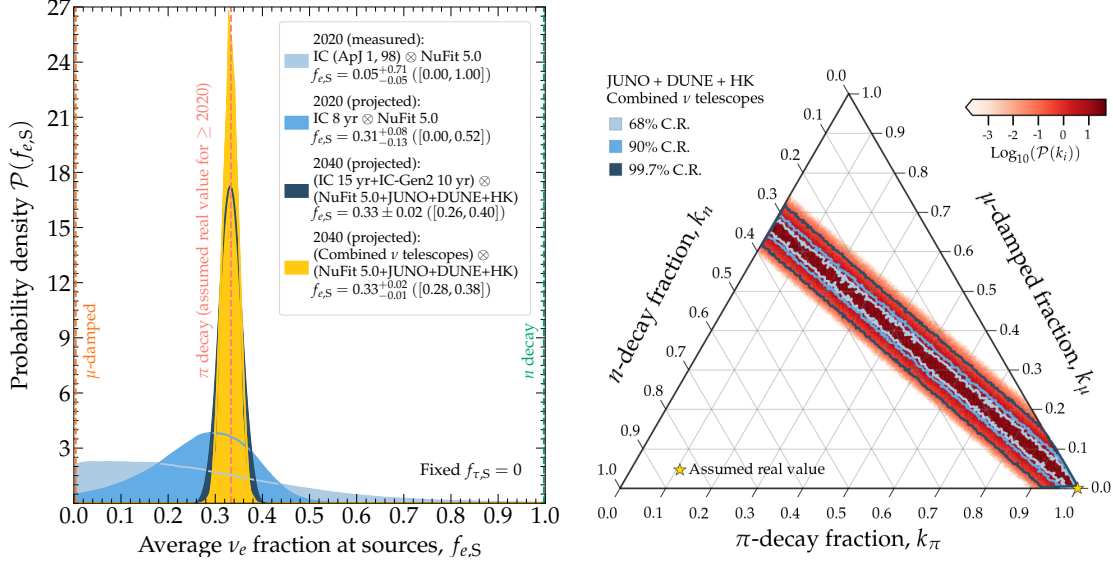 27
24
21
18
15
12
9
6
3
Probability density P(f_{e,S})
μ-damped
π decay (assumed real value for ≥ 2020)
n decay
2020 (measured):
IC (ApJ 1, 98) ⊗ NuFit 5.0
f_{e,S} = 0.05^{+0.71}_{−0.05} ([0.00, 1.00])
2020 (projected):
IC 8 yr ⊗ NuFit 5.0
f_{e,S} = 0.31^{+0.08}_{−0.13} ([0.00, 0.52])
2040 (projected):
(IC 15 yr+IC-Gen2 10 yr) ⊗
(NuFit 5.0+JUNO+DUNE+HK)
f_{e,S} = 0.33 ± 0.02 ([0.26, 0.40])
2040 (projected):
(Combined ν telescopes) ⊗
(NuFit 5.0+JUNO+DUNE+HK)
f_{e,S} = 0.33^{+0.02}_{−0.01} ([0.28, 0.38])
Fixed f_{τ,S} = 0
0.0 0.1 0.2 0.3 0.4 0.5 0.6 0.7 0.8 0.9 1.0
Average ν_e fraction at sources, f_{e,S}
JUNO + DUNE + HK
Combined ν telescopes
68% C.R.
90% C.R.
99.7% C.R.
-3 -2 -1 0 1
Log₁₀(P(k_i))
n-decay fraction, k_n
0.0
0.1
0.2
0.3
0.4
0.5
0.6
0.7
0.8
0.9
1.0
μ-damped fraction, k_μ
1.0
0.9
0.8
0.7
0.6
0.5
0.4
0.3
0.2
0.1
0.0
Assumed real value
0.0 0.1 0.2 0.3 0.4 0.5 0.6 0.7 0.8 0.9 1.0
π-decay fraction, k_π